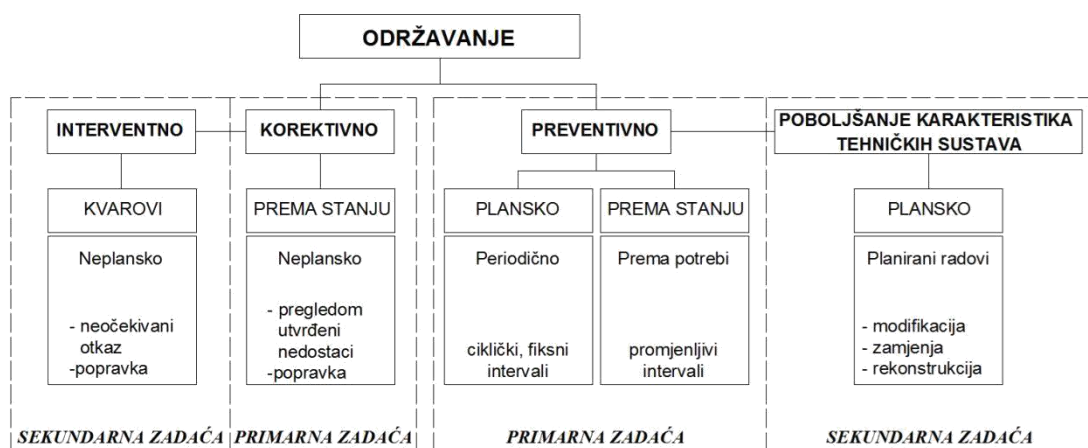 ODRŽAVANJE
INTERVENTNO
KOREKTIVNO
PREVENTIVNO
POBOLJŠANJE KARAKTERISTIKA
TEHNIČKIH SUSTAVA
KVAROVI
PREMA STANJU
PLANSKO
PREMA STANJU
PLANSKO
Neplansko
- neočekivani
otkaz
-popravka
Neplansko
- pregledom
utvrđeni
nedostaci
-popravka
Periodično
ciklički, fiksni
intervali
Prema potrebi
promjenljivi
intervali
Planirani radovi
- modifikacija
- zamjenja
- rekonstrukcija
SEKUNDARNA ZADAĆA
PRIMARNA ZADAĆA
PRIMARNA ZADAĆA
SEKUNDARNA ZADAĆA